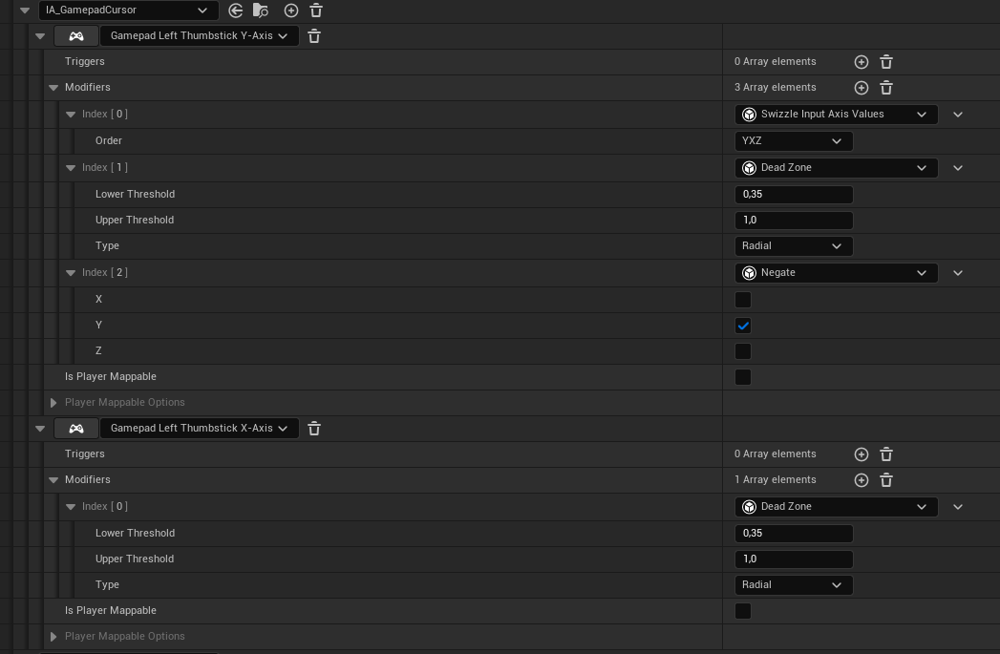 IA_GamepadCursor
Gamepad Left Thumbstick Y-Axis
Triggers 0 Array elements
Modifiers 3 Array elements
Index [ 0 ] Swizzle Input Axis Values
Order YXZ
Index [ 1 ] Dead Zone
Lower Threshold 0,35
Upper Threshold 1,0
Type Radial
Index [ 2 ] Negate
X
Y
Z
Is Player Mappable
Player Mappable Options
Gamepad Left Thumbstick X-Axis
Triggers 0 Array elements
Modifiers 1 Array elements
Index [ 0 ] Dead Zone
Lower Threshold 0,35
Upper Threshold 1,0
Type Radial
Is Player Mappable
Player Mappable Options